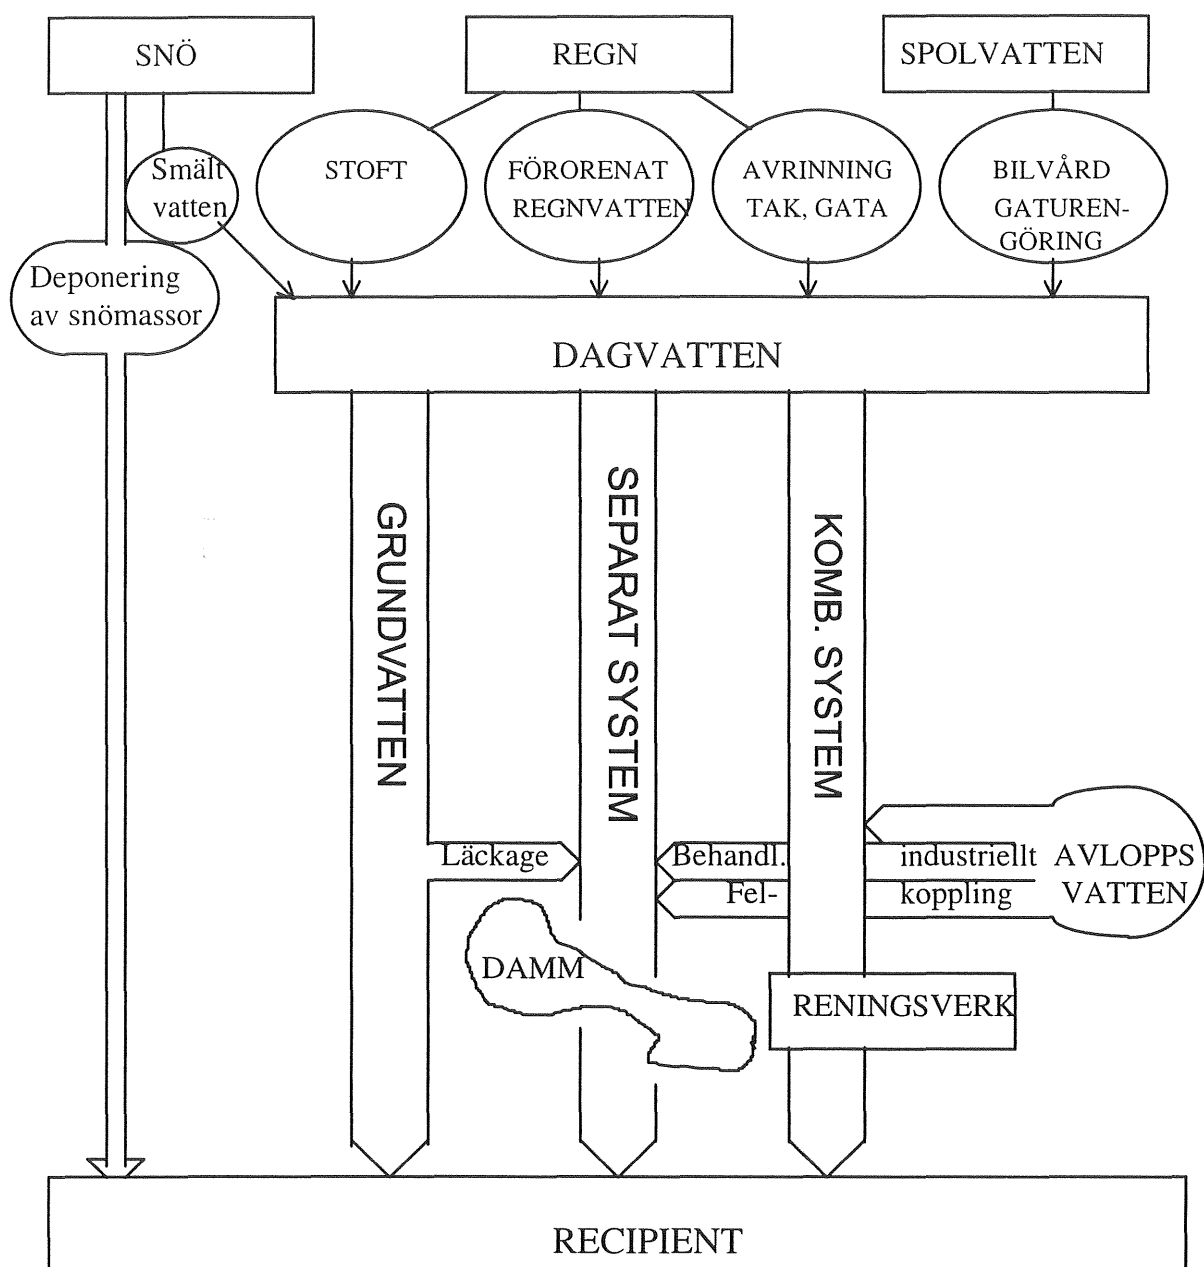 SNÖ
REGN
SPOLVATTEN
Smält
vatten
STOFT
FÖRORENAT
REGNVATTEN
AVRINNING
TAK, GATA
BILVÅRD
GATUREN-
GÖRING
Deponering
av snömassor
DAGVATTEN
GRUNDVATTEN
SEPARAT SYSTEM
KOMB. SYSTEM
Läckage
Behandl. industriellt
Fel- koppling
AVLOPPS
VATTEN
DAMM
RENINGSVERK
RECIPIENT